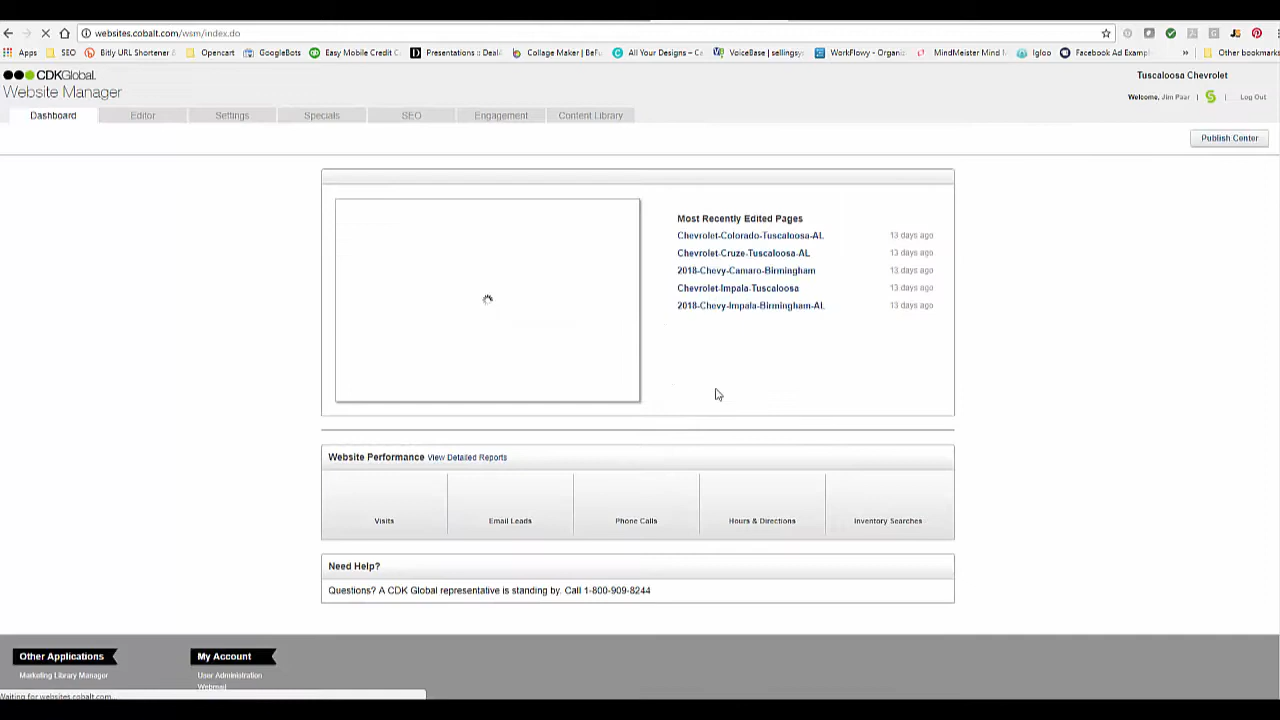 websites.cobalt.com/wsm/index.do
Apps SEO Bitly URL Shortener Opencart GoogleBots Easy Mobile Credit C Presentations :: Deal Collage Maker | BeFu All Your Designs – Ca VoiceBase | sellingsy WorkFlowy - Organi MindMeister Mind M Igloo Facebook Ad Exampl » Other bookmarks
CDKGlobal.
Website Manager
Tuscaloosa Chevrolet
Welcome, Jim Paar | | Log Out
Dashboard Editor Settings Specials SEO Engagement Content Library
Publish Center
Most Recently Edited Pages
Chevrolet-Colorado-Tuscaloosa-AL 13 days ago
Chevrolet-Cruze-Tuscaloosa-AL 13 days ago
2018-Chevy-Camaro-Birmingham 13 days ago
Chevrolet-Impala-Tuscaloosa 13 days ago
2018-Chevy-Impala-Birmingham-AL 13 days ago
Website Performance View Detailed Reports
Visits Email Leads Phone Calls Hours & Directions Inventory Searches
Need Help?
Questions? A CDK Global representative is standing by. Call 1-800-909-8244
Other Applications My Account
Marketing Library Manager User Administration
Webmail
Waiting for websites.cobalt.com...